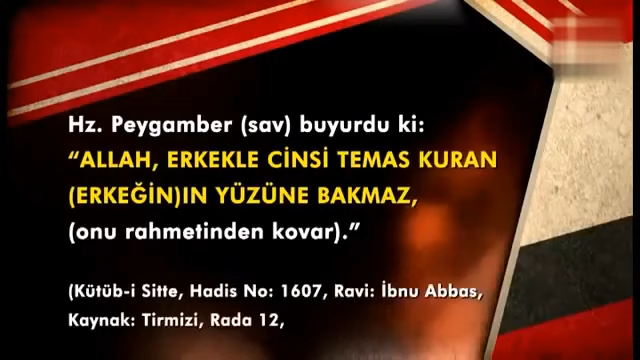 Hz. Peygamber (sav) buyurdu ki:
“ALLAH, ERKEKLE CİNSİ TEMAS KURAN
(ERKEĞİN)IN YÜZÜNE BAKMAZ,
(onu rahmetinden kovar).”
(Kütüb-i Sitte, Hadis No: 1607, Ravi: İbnu Abbas,
Kaynak: Tirmizi, Rada 12,